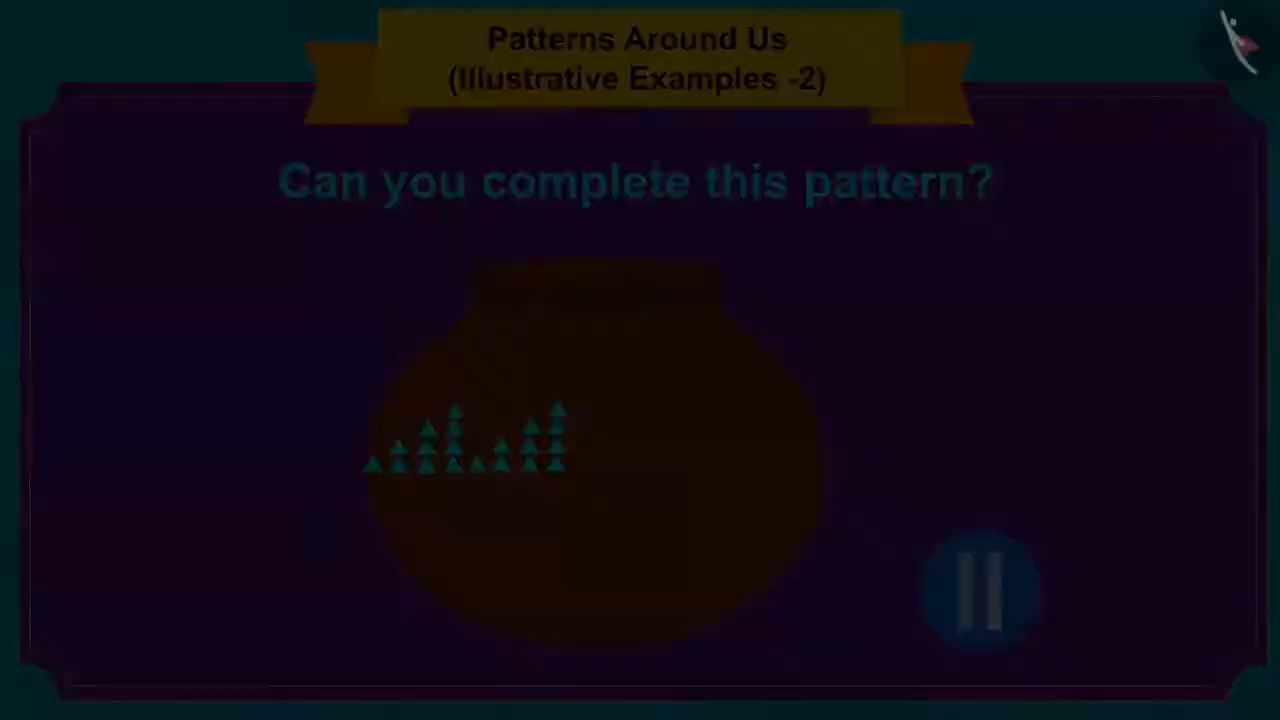 Patterns Around Us
(Illustrative Examples -2)
Can you complete this pattern?